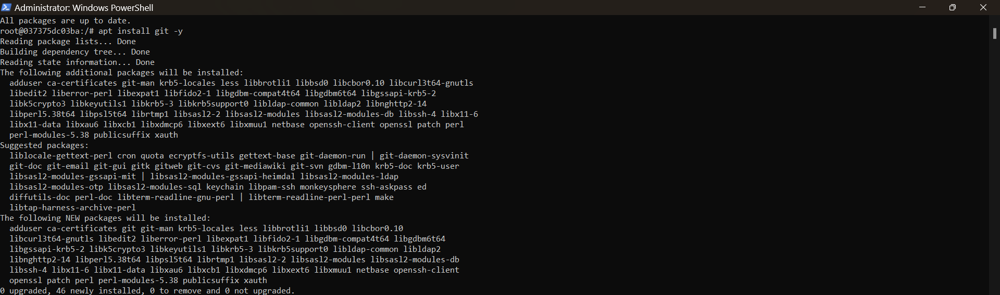 Administrator: Windows PowerShell
All packages are up to date.
root@037375dc03ba:/# apt install git -y
Reading package lists... Done
Building dependency tree... Done
Reading state information... Done
The following additional packages will be installed:
  adduser ca-certificates git-man krb5-locales less libbrotli1 libbsd0 libcbor0.10 libcurl3t64-gnutls
  libedit2 liberror-perl libexpat1 libfido2-1 libgdbm-compat4t64 libgdbm6t64 libgssapi-krb5-2
  libk5crypto3 libkeyutils1 libkrb5-3 libkrb5support0 libldap-common libldap2 libnghttp2-14
  libperl5.38t64 libpsl5t64 librtmp1 libsasl2-2 libsasl2-modules libsasl2-modules-db libssh-4 libx11-6
  libx11-data libxau6 libxcb1 libxdmcp6 libxext6 libxmuu1 netbase openssh-client openssl patch perl
  perl-modules-5.38 publicsuffix xauth
Suggested packages:
  liblocale-gettext-perl cron quota ecryptfs-utils gettext-base git-daemon-run | git-daemon-sysvinit
  git-doc git-email git-gui gitk gitweb git-cvs git-mediawiki git-svn gdbm-l10n krb5-doc krb5-user
  libsasl2-modules-gssapi-mit | libsasl2-modules-gssapi-heimdal libsasl2-modules-ldap
  libsasl2-modules-otp libsasl2-modules-sql keychain libpam-ssh monkeysphere ssh-askpass ed
  diffutils-doc perl-doc libterm-readline-gnu-perl | libterm-readline-perl-perl make
  libtap-harness-archive-perl
The following NEW packages will be installed:
  adduser ca-certificates git git-man krb5-locales less libbrotli1 libbsd0 libcbor0.10
  libcurl3t64-gnutls libedit2 liberror-perl libexpat1 libfido2-1 libgdbm-compat4t64 libgdbm6t64
  libgssapi-krb5-2 libk5crypto3 libkeyutils1 libkrb5-3 libkrb5support0 libldap-common libldap2
  libnghttp2-14 libperl5.38t64 libpsl5t64 librtmp1 libsasl2-2 libsasl2-modules libsasl2-modules-db
  libssh-4 libx11-6 libx11-data libxau6 libxcb1 libxdmcp6 libxext6 libxmuu1 netbase openssh-client
  openssl patch perl perl-modules-5.38 publicsuffix xauth
0 upgraded, 46 newly installed, 0 to remove and 0 not upgraded.